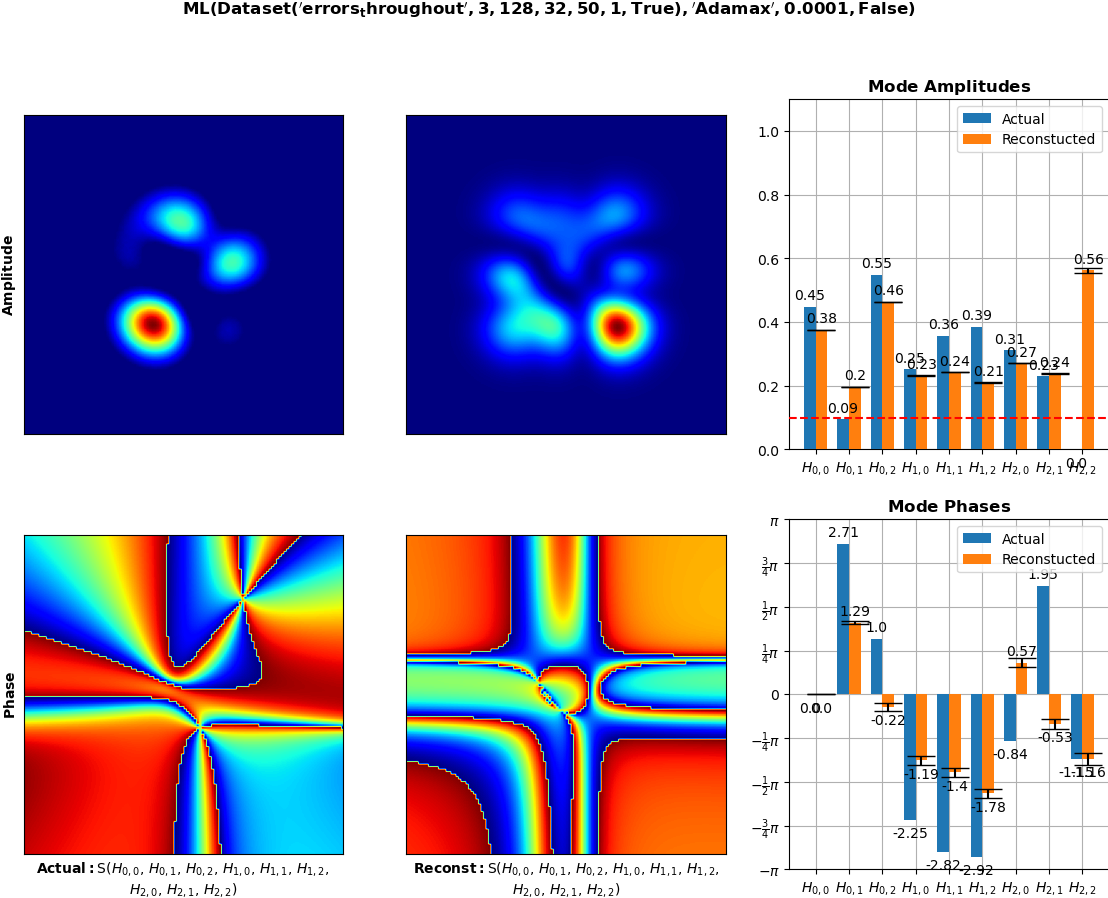 ML(Dataset('errors_throughout', 3, 128, 32, 50, 1, True), 'Adamax', 0.0001, False)
Amplitude
Mode Amplitudes
Actual
Reconstucted
1.0
0.8
0.6
0.4
0.2
0.0
0.45
0.38
0.09
0.2
0.55
0.46
0.25
0.23
0.36
0.24
0.39
0.21
0.31
0.27
0.23
0.24
0.0
0.56
H0,0 H0,1 H0,2 H1,0 H1,1 H1,2 H2,0 H2,1 H2,2
Phase
Mode Phases
Actual
Reconstucted
π
3/4π
1/2π
1/4π
0
−1/4π
−1/2π
−3/4π
−π
0.0
0.0
2.71
1.29
1.0
-0.22
-2.25
-1.19
-2.82
-1.4
-2.92
-1.78
-0.84
0.57
1.95
-0.53
-1.15
-1.16
H0,0 H0,1 H0,2 H1,0 H1,1 H1,2 H2,0 H2,1 H2,2
Actual: S(H0,0, H0,1, H0,2, H1,0, H1,1, H1,2,
H2,0, H2,1, H2,2)
Reconst: S(H0,0, H0,1, H0,2, H1,0, H1,1, H1,2,
H2,0, H2,1, H2,2)